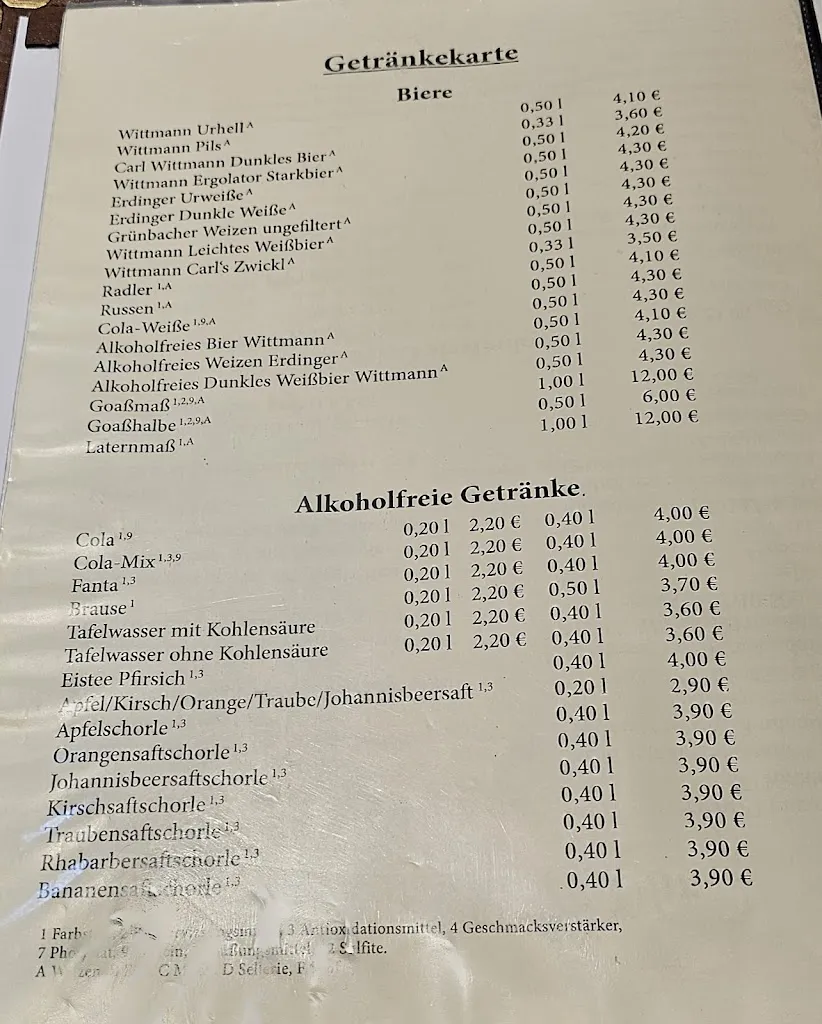 Getränkekarte
Biere
Wittmann Urhell ᴬ 0,50 l 4,10 €
Wittmann Pils ᴬ 0,33 l 3,60 €
Carl Wittmann Dunkles Bier ᴬ 0,50 l 4,20 €
Wittmann Ergolator Starkbier ᴬ 0,50 l 4,30 €
Erdinger Urweiße ᴬ 0,50 l 4,30 €
Erdinger Dunkle Weiße ᴬ 0,50 l 4,30 €
Grünbacher Weizen ungefiltert ᴬ 0,50 l 4,30 €
Wittmann Leichtes Weißbier ᴬ 0,50 l 4,30 €
Wittmann Carl's Zwickl ᴬ 0,33 l 3,50 €
Radler 1,A 0,50 l 4,10 €
Russen 1,A 0,50 l 4,30 €
Cola-Weiße 1,9,A 0,50 l 4,30 €
Alkoholfreies Bier Wittmann ᴬ 0,50 l 4,10 €
Alkoholfreies Weizen Erdinger ᴬ 0,50 l 4,30 €
Alkoholfreies Dunkles Weißbier Wittmann ᴬ 0,50 l 4,30 €
Goaßmaß 1,2,9,A 1,00 l 12,00 €
Goaßhalbe 1,2,9,A 0,50 l 6,00 €
Laternmaß 1,A 1,00 l 12,00 €
Alkoholfreie Getränke.
Cola 1,9 0,20 l 2,20 € 0,40 l 4,00 €
Cola-Mix 1,3,9 0,20 l 2,20 € 0,40 l 4,00 €
Fanta 1,3 0,20 l 2,20 € 0,40 l 4,00 €
Brause 1 0,20 l 2,20 € 0,50 l 3,70 €
Tafelwasser mit Kohlensäure 0,20 l 2,20 € 0,40 l 3,60 €
Tafelwasser ohne Kohlensäure 0,20 l 2,20 € 0,40 l 3,60 €
Eistee Pfirsich 1,3 0,40 l 4,00 €
Apfel/Kirsch/Orange/Traube/Johannisbeersaft 1,3 0,20 l 2,90 €
Apfelschorle 1,3 0,40 l 3,90 €
Orangensaftschorle 1,3 0,40 l 3,90 €
Johannisbeersaftschorle 1,3 0,40 l 3,90 €
Kirschsaftschorle 1,3 0,40 l 3,90 €
Traubensaftschorle 1,3 0,40 l 3,90 €
Rhabarbersaftschorle 1,3 0,40 l 3,90 €
Bananensaftschorle 1,3 0,40 l 3,90 €
1 3 Antioxidationsmittel, 4 Geschmacksverstärker,
7 Sulfite.
A C D Sellerie,